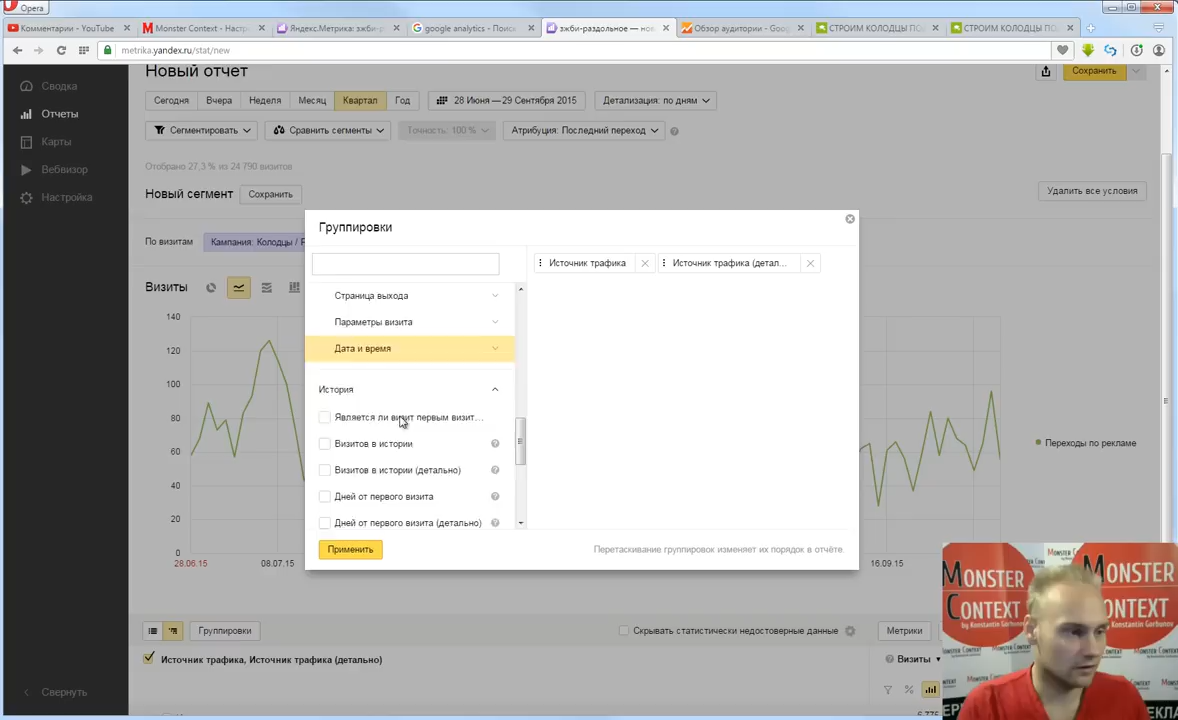 Opera
Комментарии - YouTube
Monster Context - Настр
Яндекс.Метрика: зжби-р
google analytics - Поиск
зжби-раздольное — нов
Обзор аудитории - Goog
СТРОИМ КОЛОДЦЫ ПО
СТРОИМ КОЛОДЦЫ ПО
metrika.yandex.ru/stat/new
Сводка
Отчеты
Карты
Вебвизор
Настройка
Свернуть
Новый отчет
Сохранить
Сегодня
Вчера
Неделя
Месяц
Квартал
Год
28 Июня — 29 Сентября 2015
Детализация: по дням
Сегментировать
Сравнить сегменты
Точность: 100 %
Атрибуция: Последний переход
Отобрано 27,3 % из 24 790 визитов
Новый сегмент
Сохранить
Удалить все условия
По визитам
Кампания: Колодцы /
Визиты
140
120
100
80
60
40
20
0
28.06.15
08.07.15
16.09.15
Переходы по рекламе
Группировки
Страница выхода
Параметры визита
Дата и время
История
Является ли визит первым визит...
Визитов в истории
Визитов в истории (детально)
Дней от первого визита
Дней от первого визита (детально)
Применить
Источник трафика
Источник трафика (детал...
Перетаскивание группировок изменяет их порядок в отчёте.
Группировки
Скрывать статистически недостоверные данные
Метрики
Источник трафика, Источник трафика (детально)
Визиты
%
MONSTER
CONTEXT
by Konstantin Gorbunov
MONSTER
CONTEXT
Konstantin Gorbunov